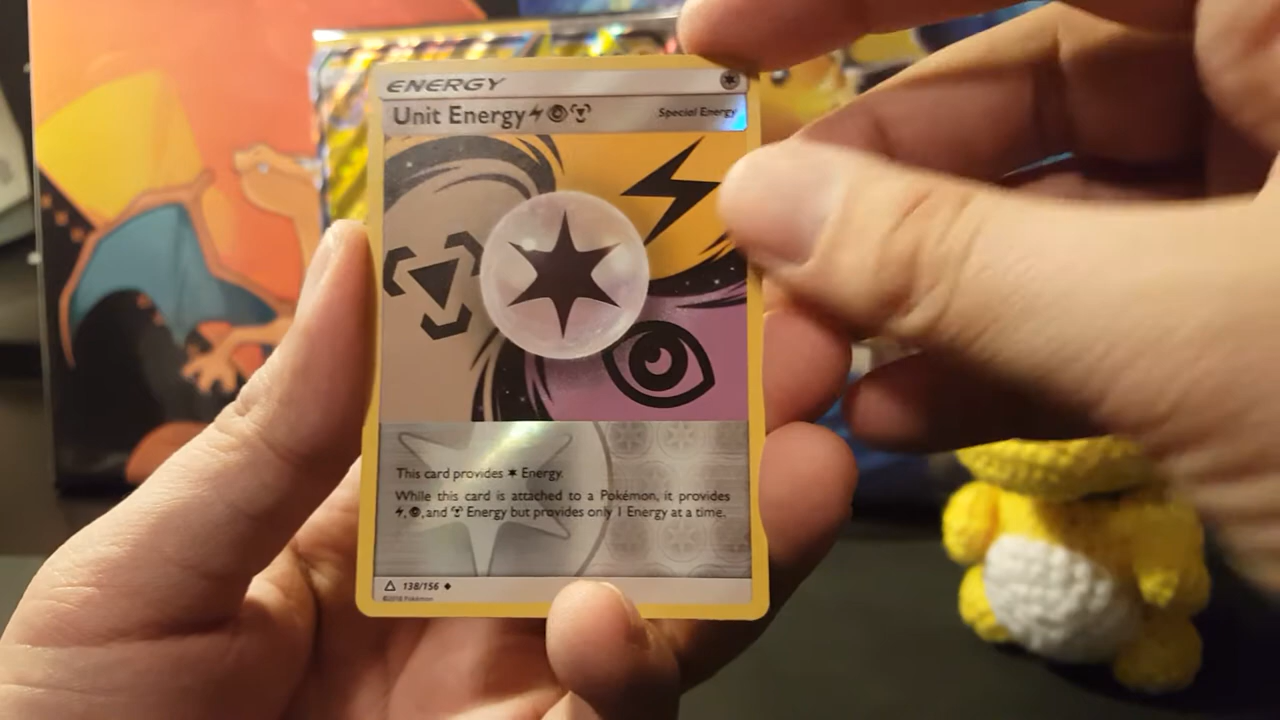 ENERGY
Unit Energy
Special Energy
This card provides Energy.
While this card is attached to a Pokémon, it provides
, , and Energy but provides only 1 Energy at a time.
138/156
©2018 Pokémon